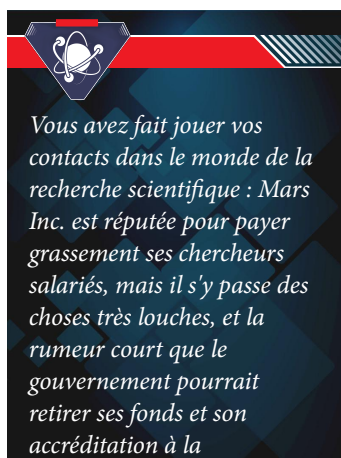 Vous avez fait jouer vos
contacts dans le monde de la
recherche scientifique : Mars
Inc. est réputée pour payer
grassement ses chercheurs
salariés, mais il s'y passe des
choses très louches, et la
rumeur court que le
gouvernement pourrait
retirer ses fonds et son
accréditation à la